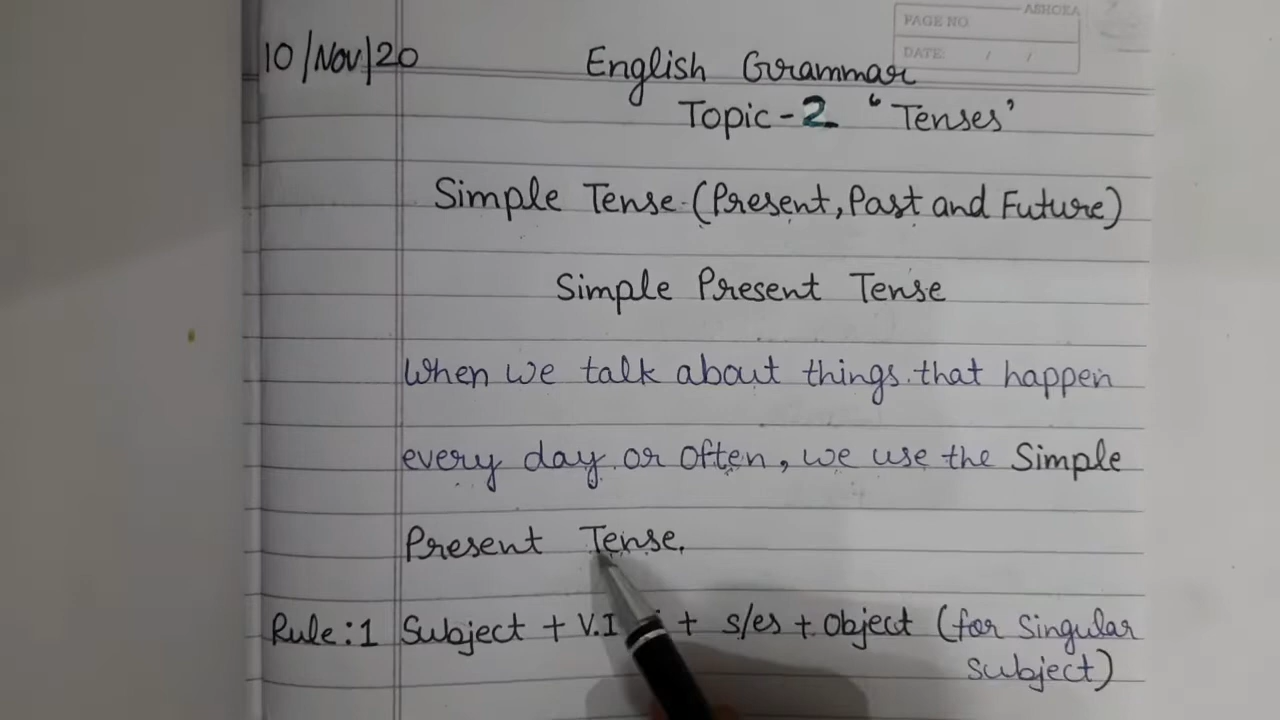 ASHOKA
PAGE NO
DATE: / /
10/Nov/20
English Grammar
Topic-2 "Tenses'
Simple Tense (Present, Past and Future)
Simple Present Tense
When we talk about things that happen
every day or often, we use the Simple
Present Tense.
Rule:1 Subject + V.I + s/es + Object (for Singular
subject)